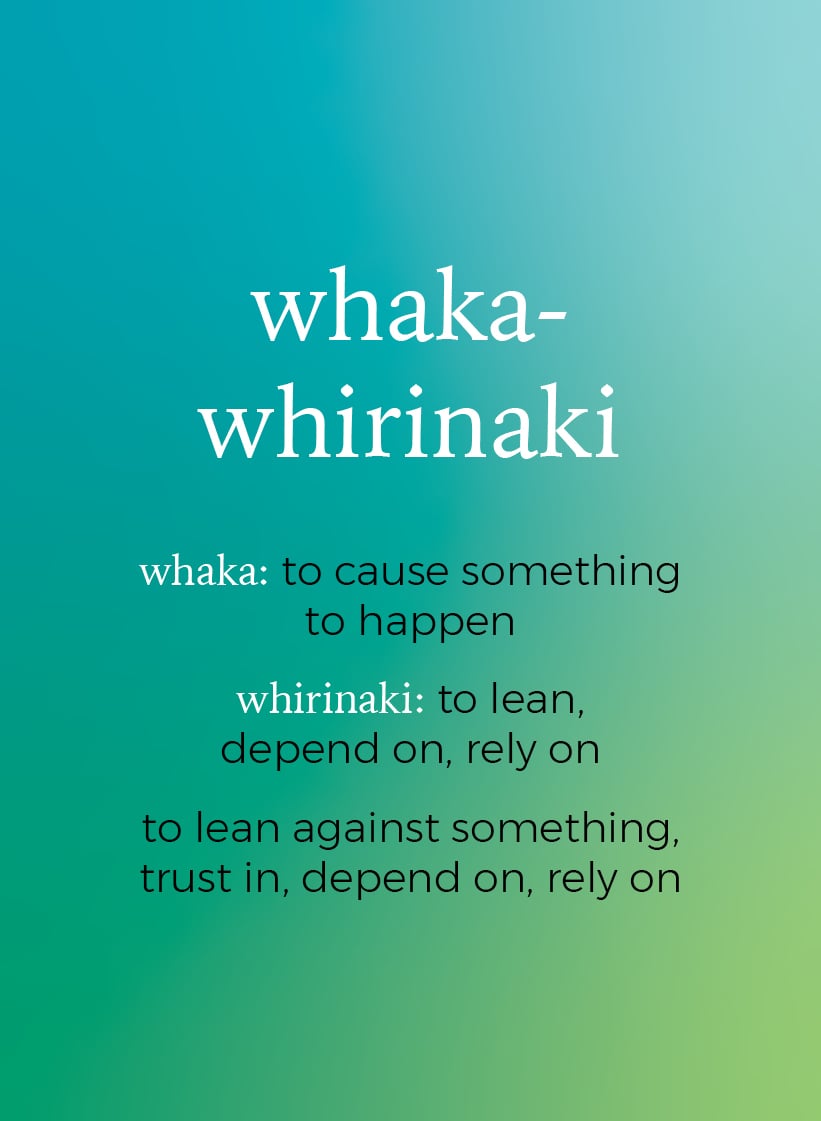 whaka-
whirinaki
whaka: to cause something
to happen
whirinaki: to lean,
depend on, rely on
to lean against something,
trust in, depend on, rely on